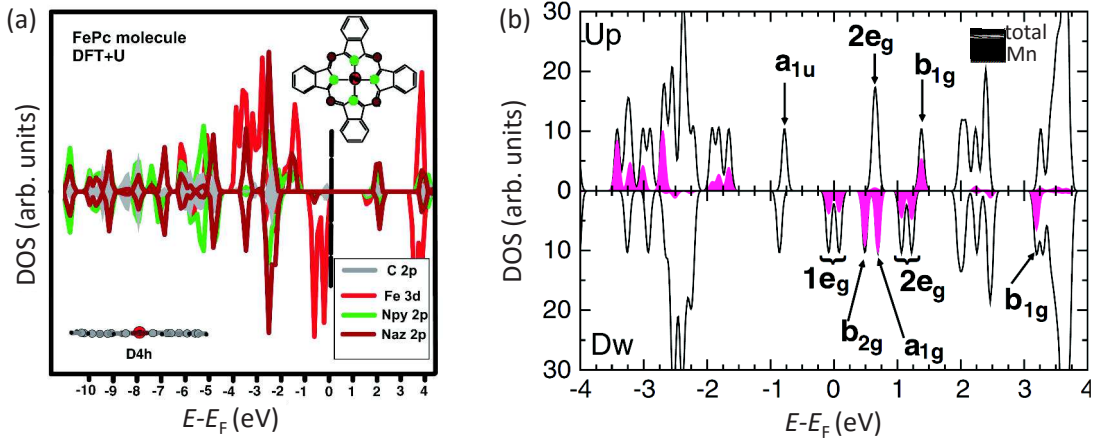 (a)
FePc molecule
DFT+U
DOS (arb. units)
C 2p
Fe 3d
Npy 2p
Naz 2p
D4h
-10 -9 -8 -7 -6 -5 -4 -3 -2 -1 0 1 2 3 4
E-E_F (eV)
(b)
30
20
10
0
10
20
30
DOS (arb. units)
Up
total
Mn
a1u
2eg
b1g
1eg
2eg
b2g
a1g
b1g
Dw
-4 -3 -2 -1 0 1 2 3 4
E-E_F (eV)